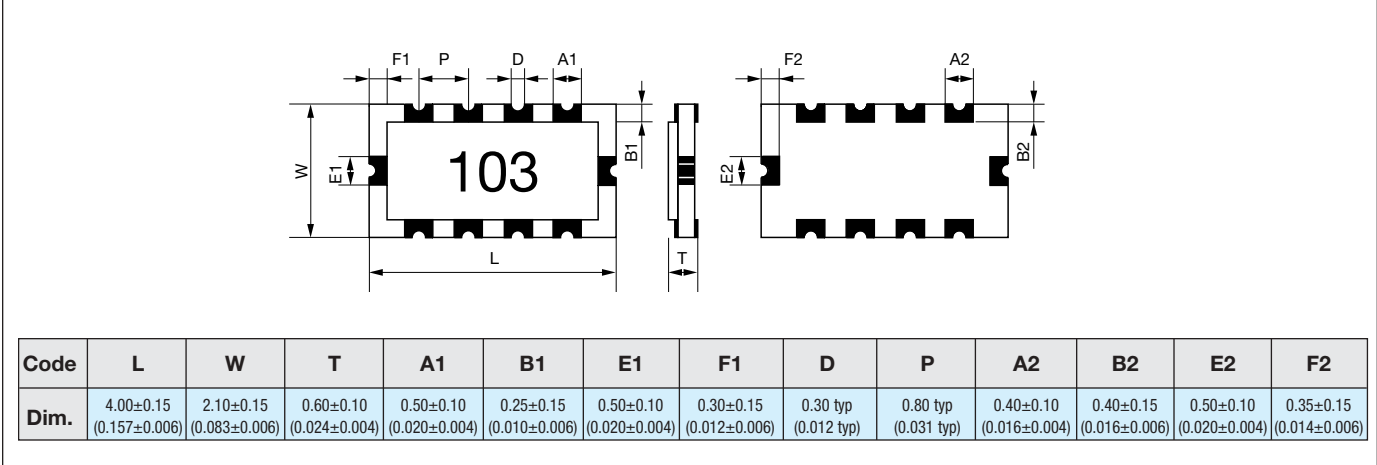 F1 P D A1 F2 A2
W E1 103 B1 E2 B2
L T
Code L W T A1 B1 E1 F1 D P A2 B2 E2 F2
Dim. 4.00±0.15 2.10±0.15 0.60±0.10 0.50±0.10 0.25±0.15 0.50±0.10 0.30±0.15 0.30 typ 0.80 typ 0.40±0.10 0.40±0.15 0.50±0.10 0.35±0.15
(0.157±0.006) (0.083±0.006) (0.024±0.004) (0.020±0.004) (0.010±0.006) (0.020±0.004) (0.012±0.006) (0.012 typ) (0.031 typ) (0.016±0.004) (0.016±0.006) (0.020±0.004) (0.014±0.006)